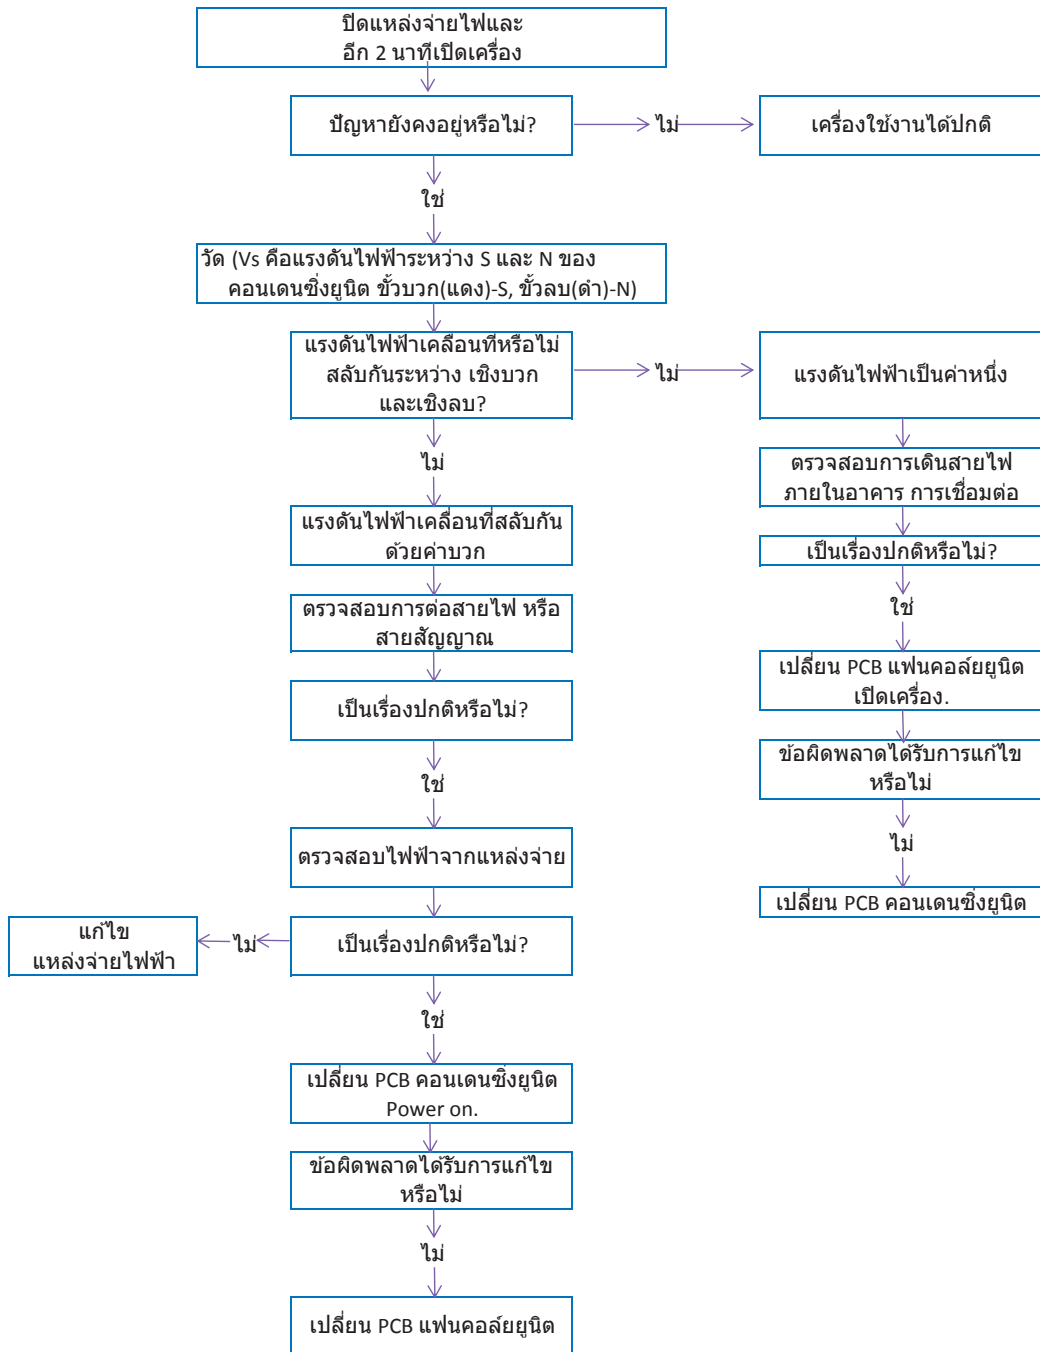 ปิดแหล่งจ่ายไฟและ
อีก 2 นาทีเปิดเครื่อง
ปัญหายังคงอยู่หรือไม่?
ไม่
เครื่องใช้งานได้ปกติ
ใช่
วัด (Vs คือแรงดันไฟฟ้าระหว่าง S และ N ของ
คอนเดนซิ่งยูนิต ขั้วบวก(แดง)-S, ขั้วลบ(ดำ)-N)
แรงดันไฟฟ้าเคลื่อนที่หรือไม่
สลับกันระหว่าง เชิงบวก
และเชิงลบ?
ไม่
แรงดันไฟฟ้าเป็นค่าหนึ่ง
ไม่
แรงดันไฟฟ้าเคลื่อนที่สลับกัน
ด้วยค่าบวก
ตรวจสอบการต่อสายไฟ หรือ
สายสัญญาณ
เป็นเรื่องปกติหรือไม่?
ใช่
ตรวจสอบไฟฟ้าจากแหล่งจ่าย
เป็นเรื่องปกติหรือไม่?
ไม่
แก้ไข
แหล่งจ่ายไฟฟ้า
ใช่
เปลี่ยน PCB คอนเดนซิ่งยูนิต
Power on.
ข้อผิดพลาดได้รับการแก้ไข
หรือไม่
ไม่
เปลี่ยน PCB แฟนคอล์ยยูนิต
ตรวจสอบการเดินสายไฟ
ภายในอาคาร การเชื่อมต่อ
เป็นเรื่องปกติหรือไม่?
ใช่
เปลี่ยน PCB แฟนคอล์ยยูนิต
เปิดเครื่อง.
ข้อผิดพลาดได้รับการแก้ไข
หรือไม่
ไม่
เปลี่ยน PCB คอนเดนซิ่งยูนิต